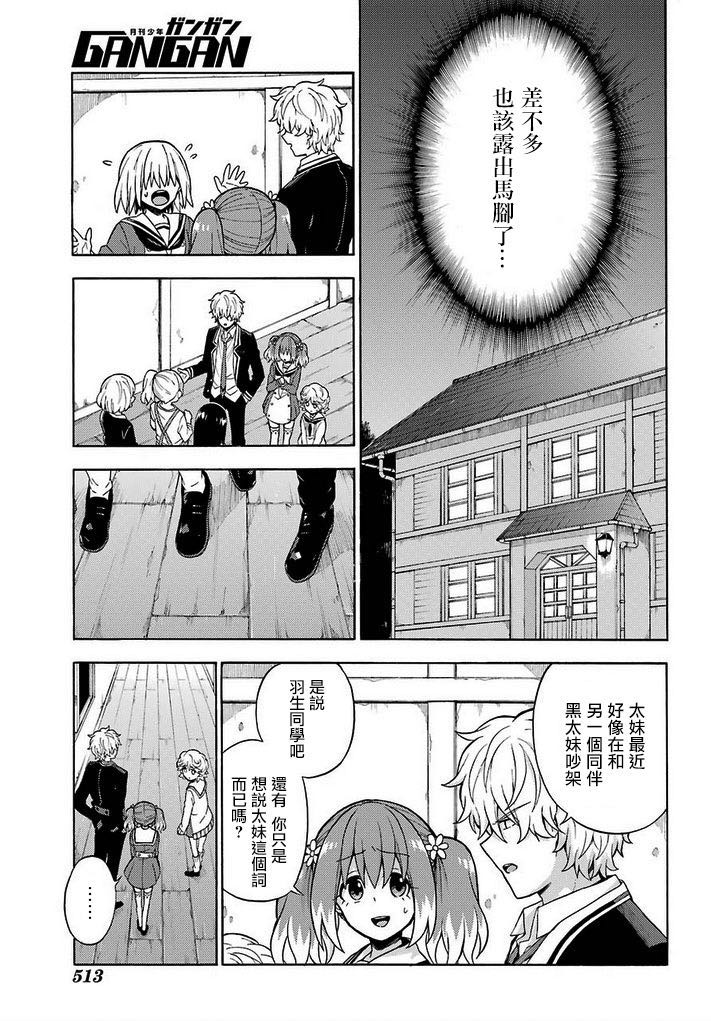 月刊少年
ガンガン
GANGAN
差不多
也該露出馬腳了…
太妹最近
好像在和
另一個同伴
黑太妹吵架
是說
羽生同學吧
還有 你只是
想說太妹這個詞
而已嗎？
……
513